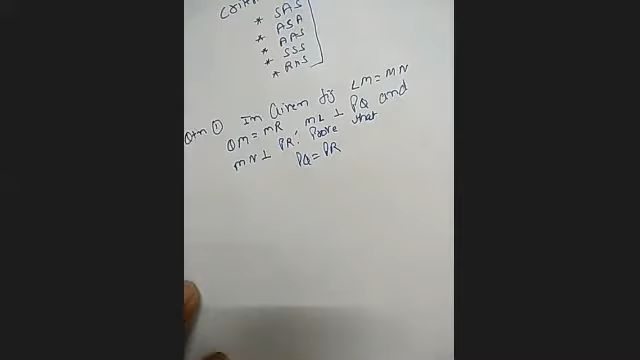 * SAS
* ASA
* AAS
* SSS
* RHS
Qtn ① In Given fig LM = MN
QM = MR, ML ⊥ PQ and
MN ⊥ PR. Prove that
PQ = PR